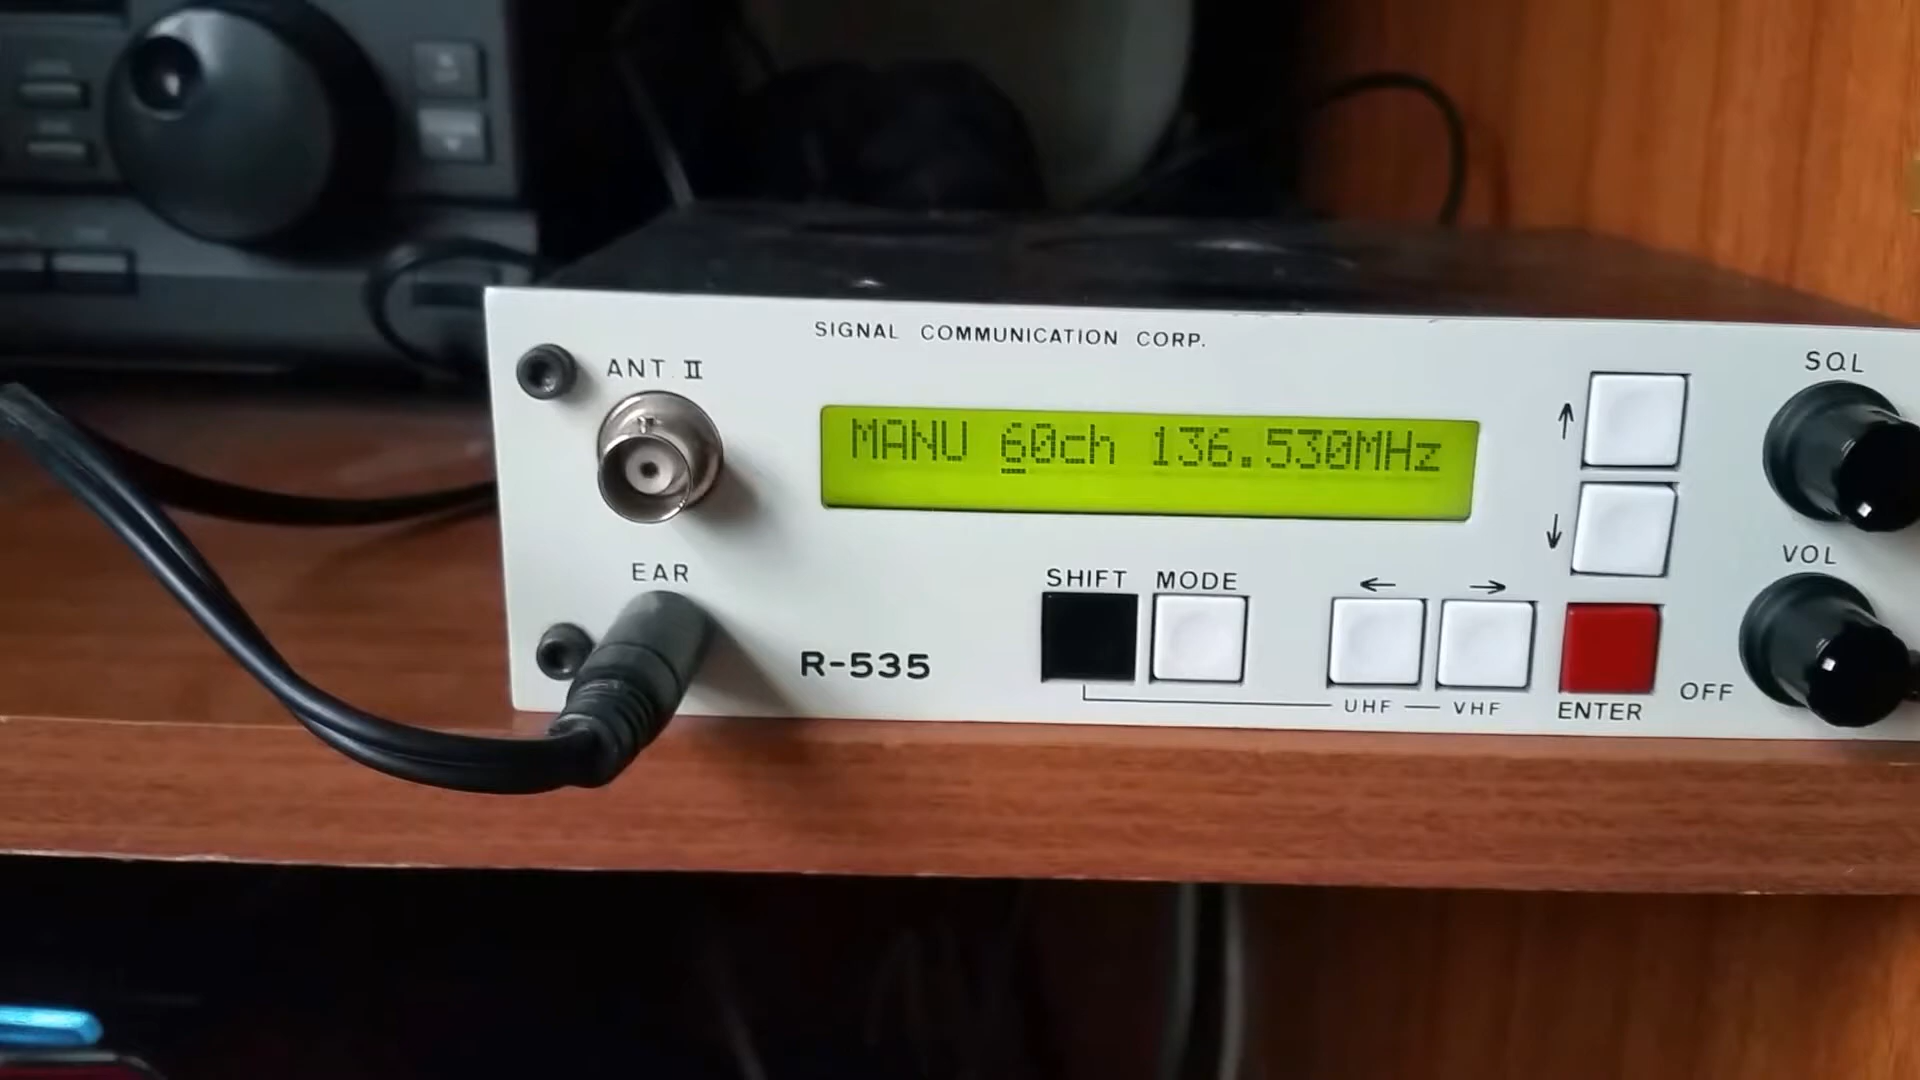 SIGNAL COMMUNICATION CORP.
ANT. II
SQL
MANU 60ch 136.530MHz
↑
↓
VOL
EAR
SHIFT MODE ← →
R-535
OFF
UHF — VHF
ENTER